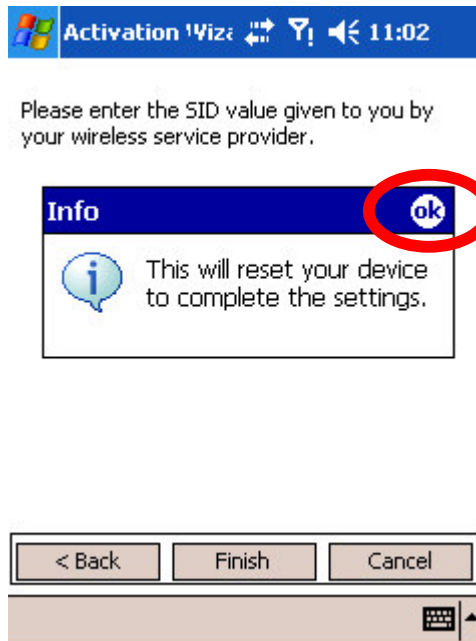 Activation Wiza 11:02
Please enter the SID value given to you by
your wireless service provider.
Info ok
This will reset your device
to complete the settings.
< Back Finish Cancel